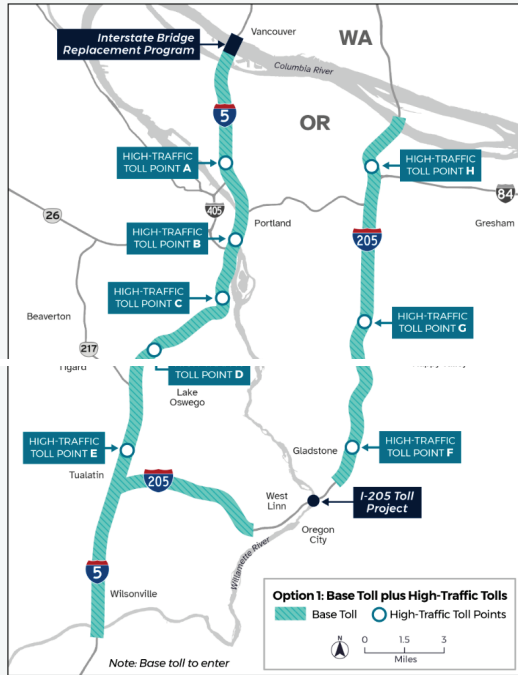 Vancouver
Interstate Bridge
Replacement Program
WA
Columbia River
5
OR
HIGH-TRAFFIC
TOLL POINT A
HIGH-TRAFFIC
TOLL POINT H
84
26
405
Portland
Gresham
HIGH-TRAFFIC
TOLL POINT B
205
HIGH-TRAFFIC
TOLL POINT C
Beaverton
HIGH-TRAFFIC
TOLL POINT G
217
Tigard
TOLL POINT D
Lake
Oswego
HIGH-TRAFFIC
TOLL POINT E
Gladstone
HIGH-TRAFFIC
TOLL POINT F
Tualatin
205
West
Linn
I-205 Toll
Project
Oregon
City
Willamette River
5
Wilsonville
Option 1: Base Toll plus High-Traffic Tolls
Base Toll
High-Traffic Toll Points
N
0 1.5 3
Miles
Note: Base toll to enter